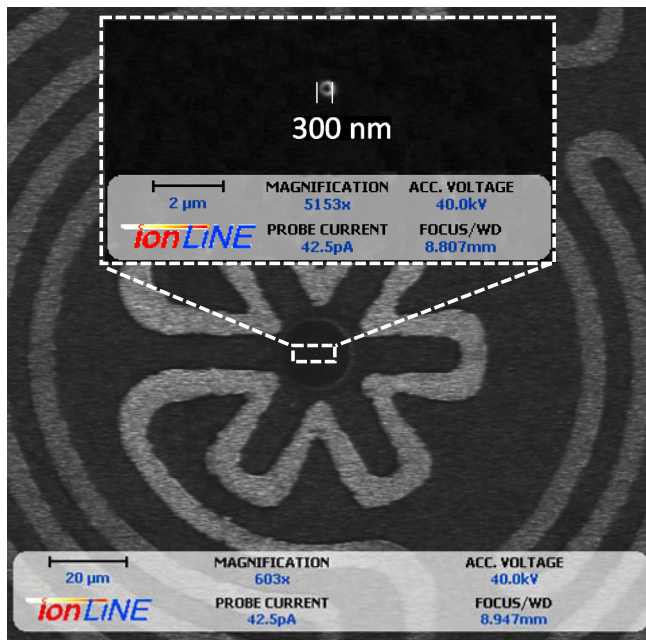 300 nm
2 µm
MAGNIFICATION
5153x
ACC. VOLTAGE
40.0kV
ionLiNE
PROBE CURRENT
42.5pA
FOCUS/WD
8.807mm
20 µm
MAGNIFICATION
603x
ACC. VOLTAGE
40.0kV
ionLiNE
PROBE CURRENT
42.5pA
FOCUS/WD
8.947mm